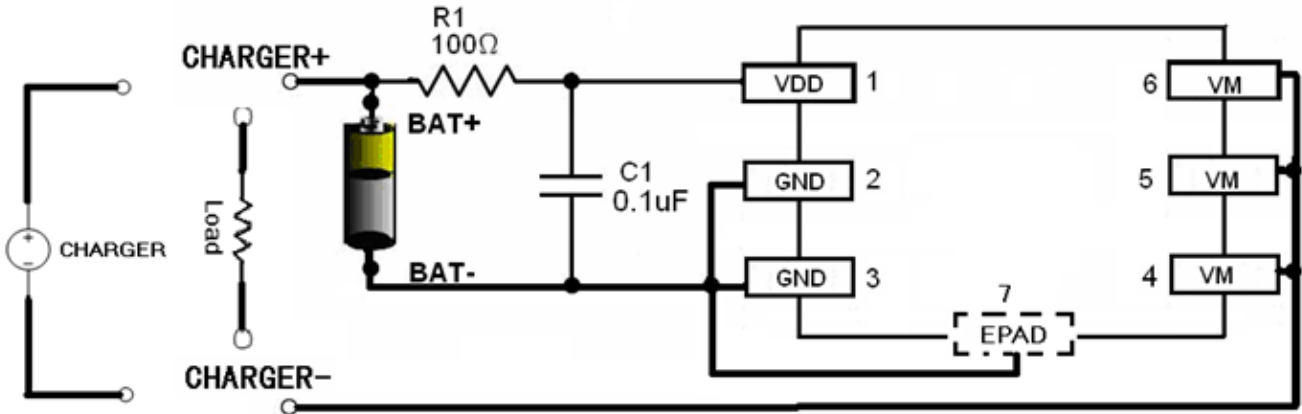 R1
100Ω
CHARGER+
VDD 1
6 VM
BAT+
C1
0.1uF
GND 2
5 VM
Load
+
−
CHARGER
BAT-
GND 3
4 VM
7
EPAD
CHARGER-